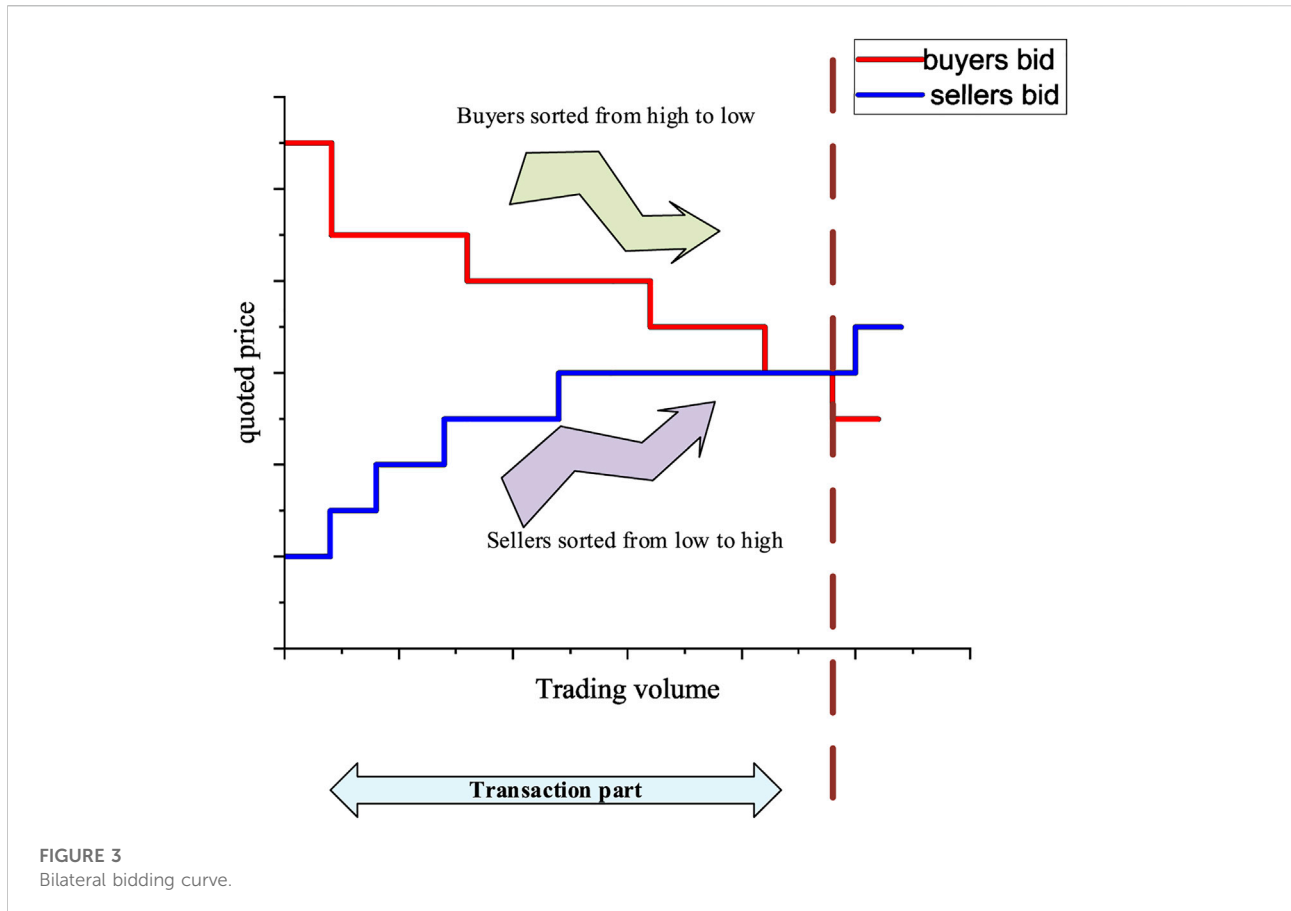 buyers bid
sellers bid
Buyers sorted from high to low
quoted price
Sellers sorted from low to high
Trading volume
Transaction part
FIGURE 3
Bilateral bidding curve.